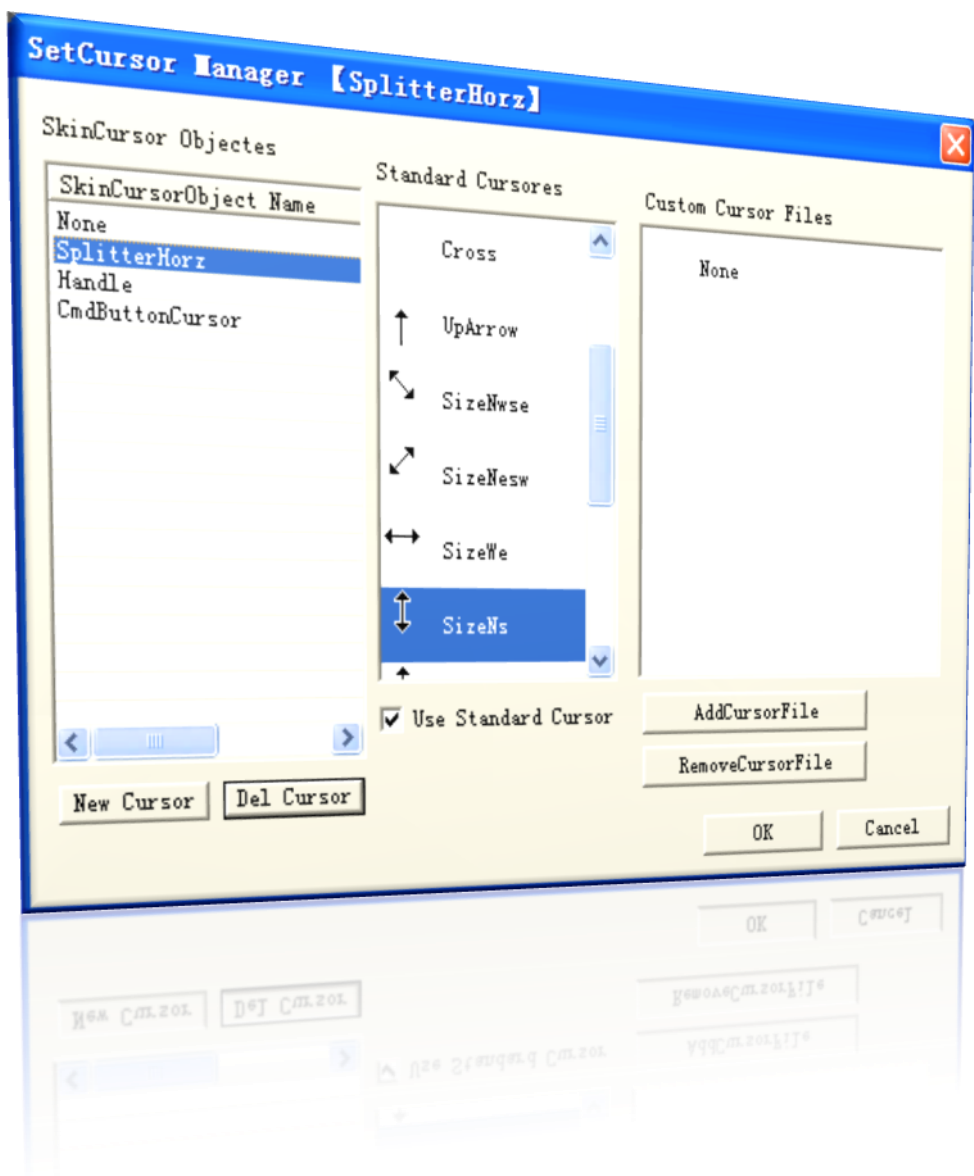 SetCursor Manager 【SplitterHorz】
SkinCursor Objectes
SkinCursorObject Name
None
SplitterHorz
Handle
CmdButtonCursor
New Cursor
Del Cursor
Standard Cursores
Cross
UpArrow
SizeNwse
SizeNesw
SizeWe
SizeNs
Use Standard Cursor
Custom Cursor Files
None
AddCursorFile
RemoveCursorFile
OK
Cancel